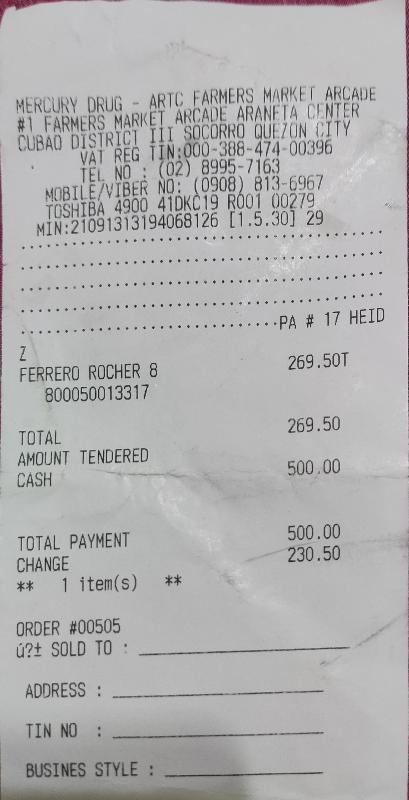 MERCURY DRUG - ARTC FARMERS MARKET ARCADE
#1 FARMERS MARKET ARCADE ARANETA CENTER
CUBAO DISTRICT III SOCORRO QUEZON CITY
VAT REG TIN:000-388-474-00396
TEL NO : (02) 8995-7163
MOBILE/VIBER NO: (0908) 813-6967
TOSHIBA 4900 41DKC19 R001 00279
MIN:21091313194068126 [1.5.30] 29
PA # 17 HEID
Z
FERRERO ROCHER 8 269.50T
800050013317
TOTAL 269.50
AMOUNT TENDERED
CASH 500.00
TOTAL PAYMENT 500.00
CHANGE 230.50
** 1 item(s) **
ORDER #00505
ú?± SOLD TO :
ADDRESS :
TIN NO :
BUSINES STYLE :